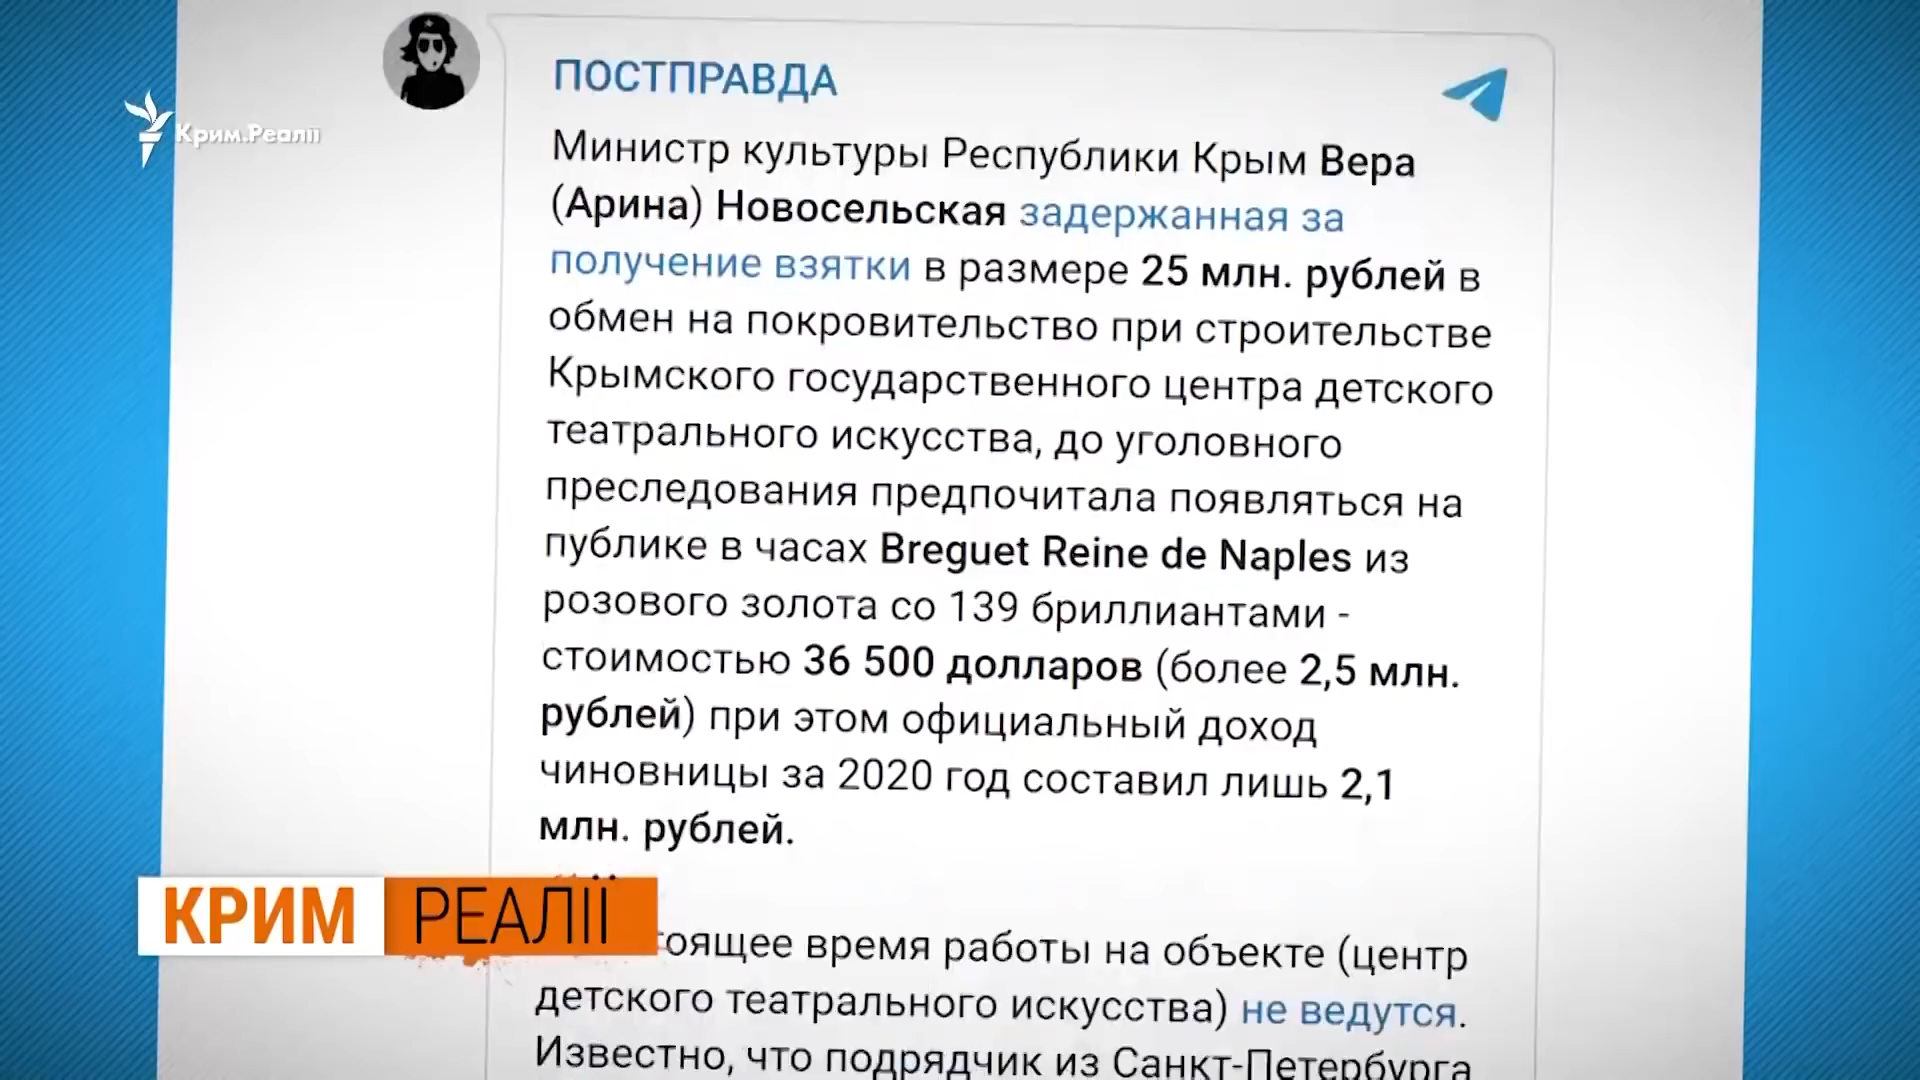 ПОСТПРАВДА
Крим.Реалії
Министр культуры Республики Крым Вера
(Арина) Новосельская задержанная за
получение взятки в размере 25 млн. рублей в
обмен на покровительство при строительстве
Крымского государственного центра детского
театрального искусства, до уголовного
преследования предпочитала появляться на
публике в часах Breguet Reine de Naples из
розового золота со 139 бриллиантами -
стоимостью 36 500 долларов (более 2,5 млн.
рублей) при этом официальный доход
чиновницы за 2020 год составил лишь 2,1
млн. рублей.
КРИМ РЕАЛІЇ
тоящее время работы на объекте (центр
детского театрального искусства) не ведутся.
Известно, что подрядчик из Санкт-Петербурга